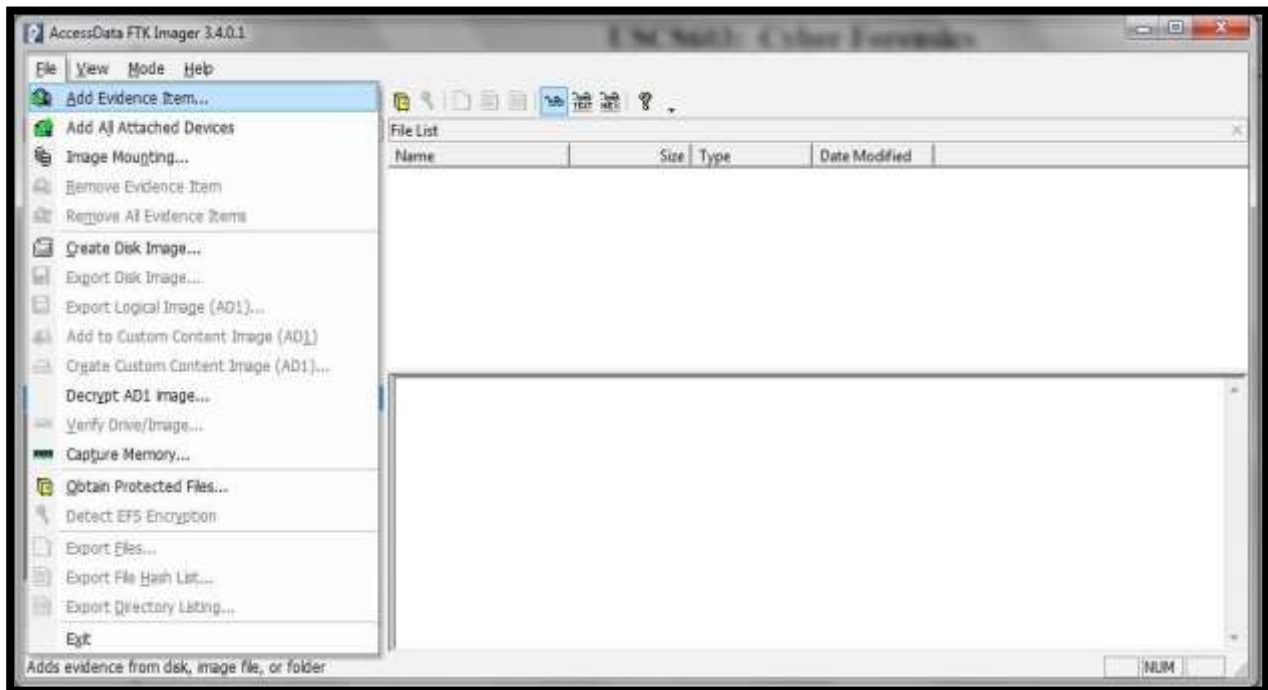 AccessData FTK Imager 3.4.0.1
USCS603: Cyber Forensics
File View Mode Help
Add Evidence Item...
Add All Attached Devices
File List
Image Mounting...
Name Size Type Date Modified
Remove Evidence Item
Remove All Evidence Items
Create Disk Image...
Export Disk Image...
Export Logical Image (AD1)...
Add to Custom Content Image (AD1)
Create Custom Content Image (AD1)...
Decrypt AD1 image...
Verify Drive/Image...
Capture Memory...
Obtain Protected Files...
Detect EFS Encryption
Export Files...
Export File Hash List...
Export Directory Listing...
Exit
Adds evidence from disk, image file, or folder
NUM